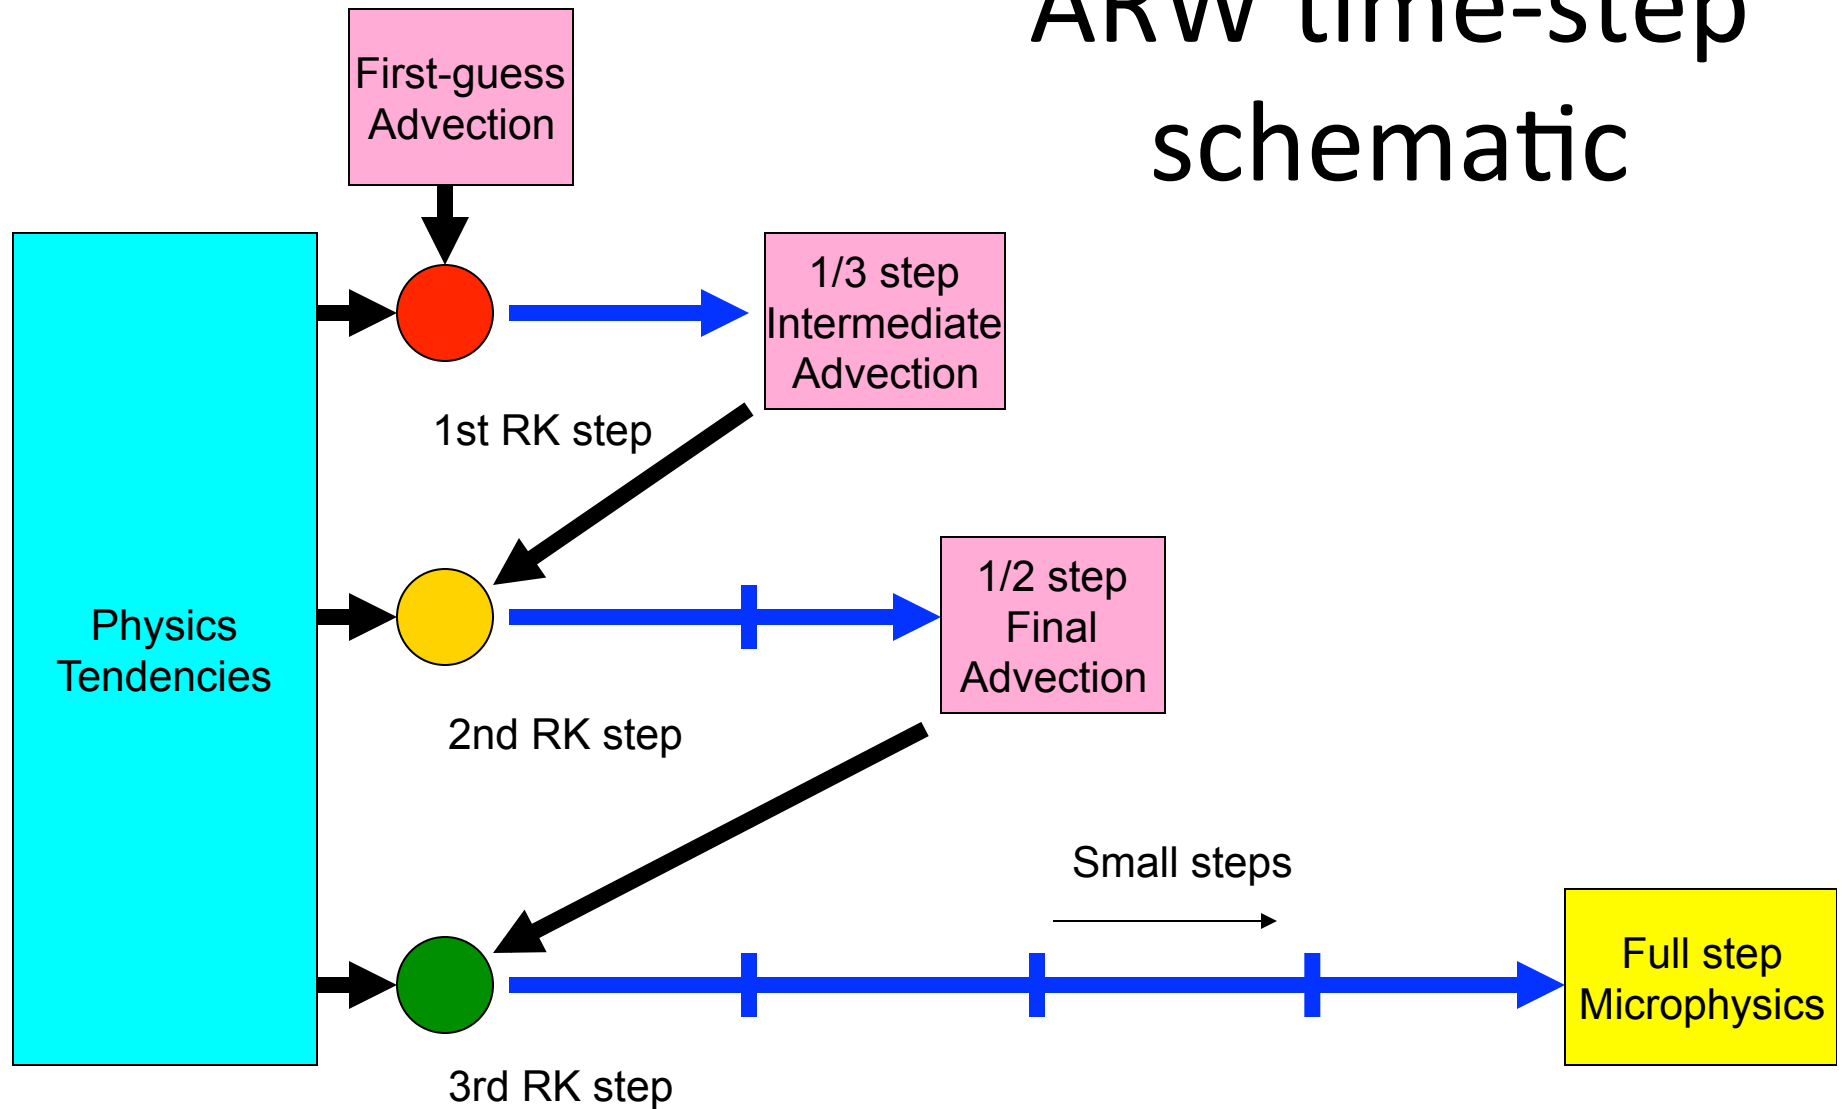 ARW time-step
schematic
First-guess
Advection
1/3 step
Intermediate
Advection
1st RK step
Physics
Tendencies
1/2 step
Final
Advection
2nd RK step
Small steps
Full step
Microphysics
3rd RK step